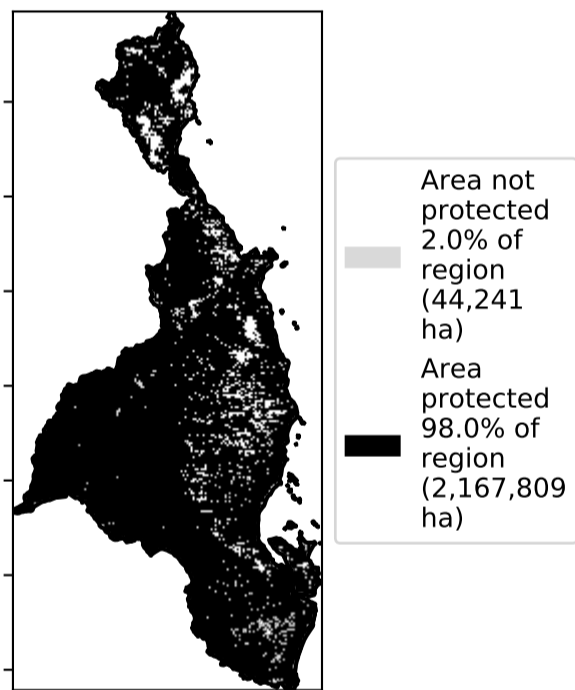 Area not
protected
2.0% of
region
(44,241
ha)
Area
protected
98.0% of
region
(2,167,809
ha)